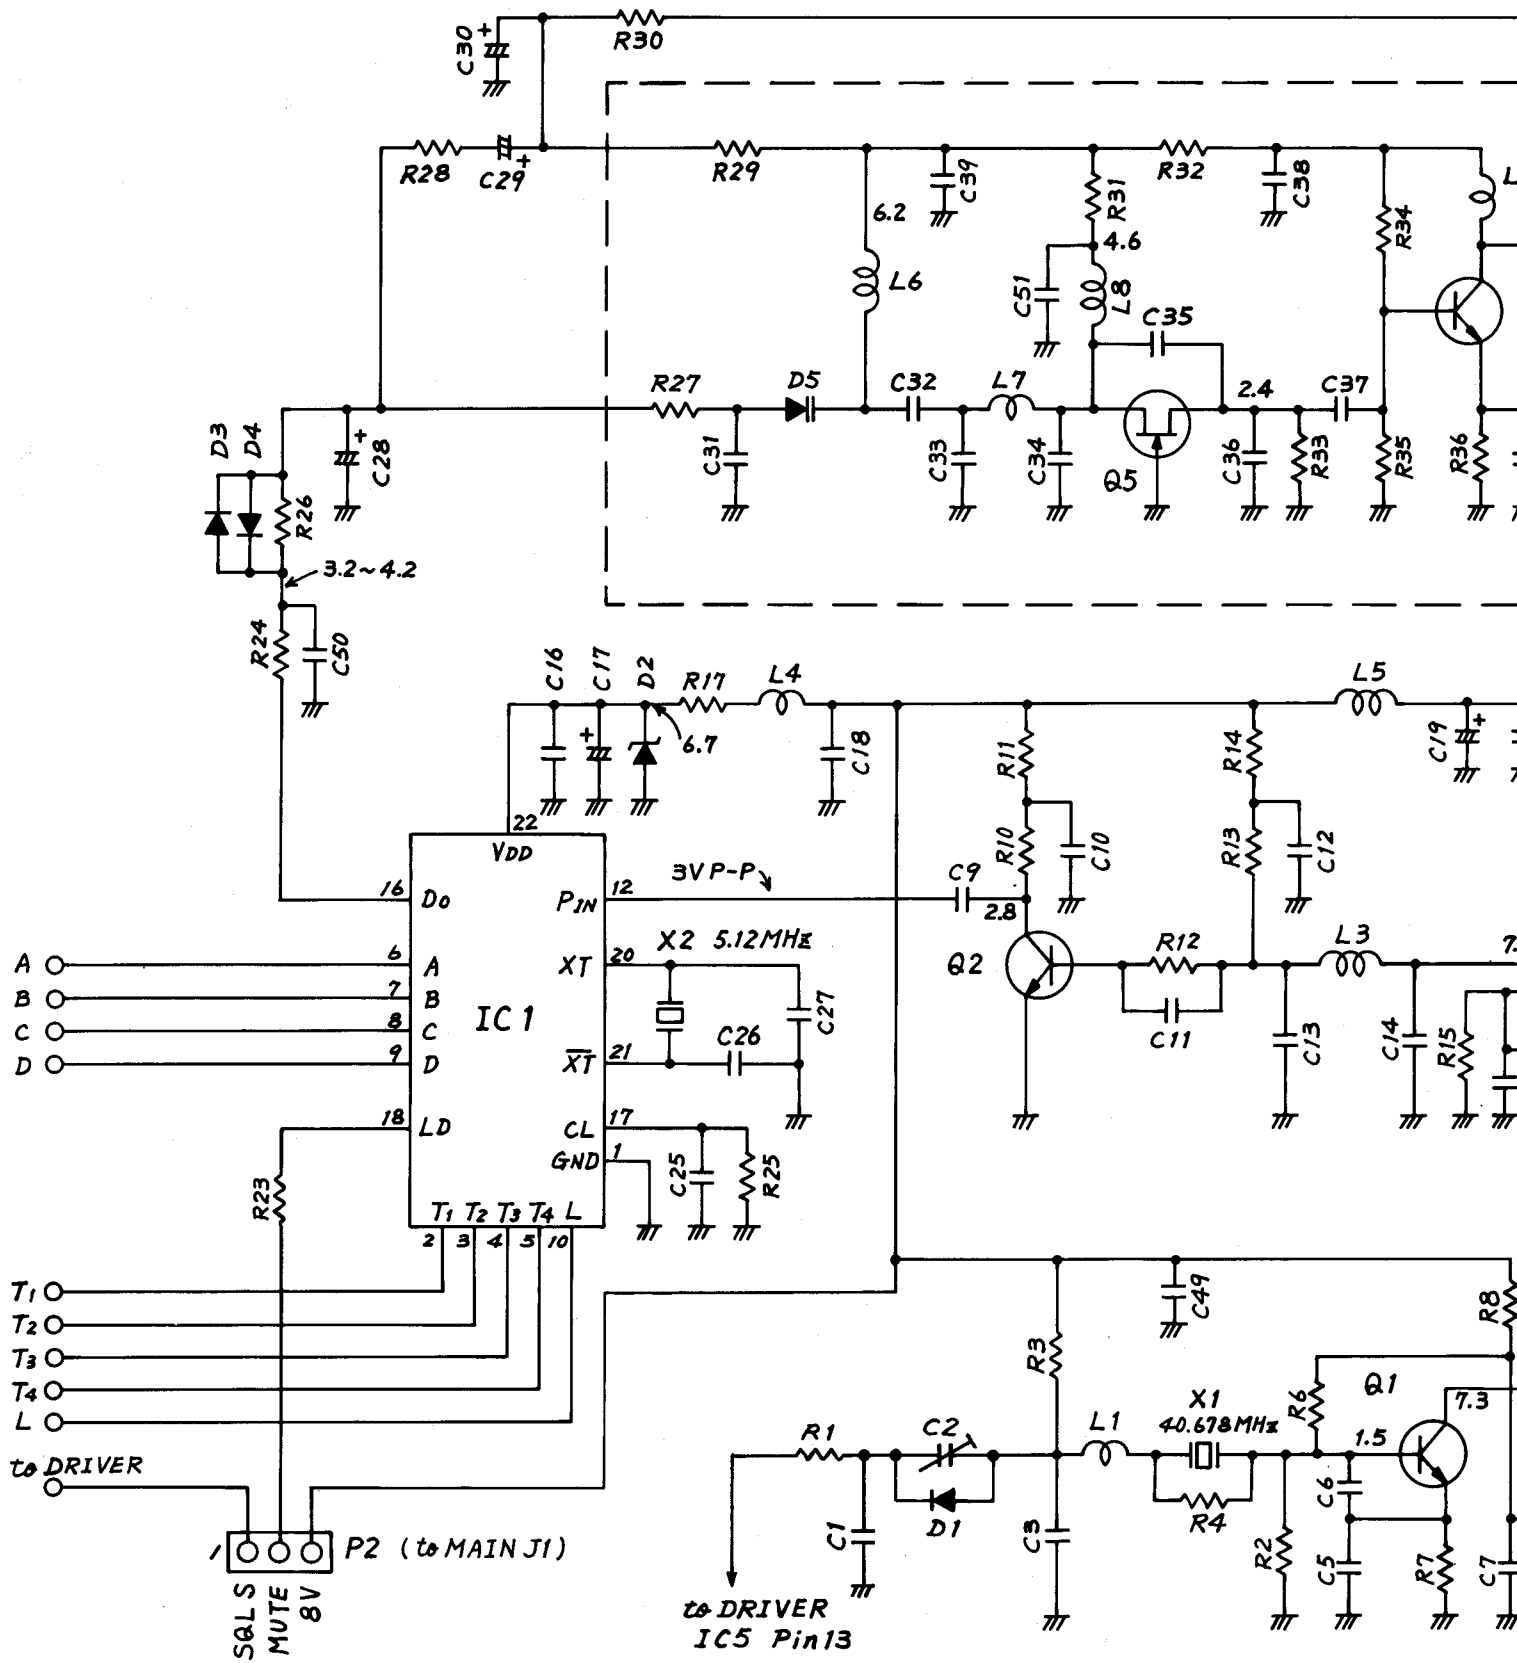 C30 +
R30
R28
C29 +
R29
C39
R31
R32
C38
R34
L
6.2
4.6
L6
C51
L8
C35
R27
D5
C32
L7
2.4
C37
D3
D4
+
C28
C31
C33
C34
Q5
C36
R33
R35
R36
R26
3.2~4.2
R24
C50
C16
C17
D2
R17
L4
L5
+
6.7
C18
R11
R14
C19 +
22
VDD
R10
C10
R13
C12
3V P-P
C9
2.8
16 DO
PIN 12
X2 5.12MHz
Q2
R12
L3
7.
A
6 A
XT 20
B
7 B
C
8 C
IC1
C27
C26
C11
C13
C14
R15
D
9 D
XT 21
18 LD
CL 17
GND 1
C25
R25
R23
T1 T2 T3 T4 L
2 3 4 5 10
T1
T2
T3
T4
L
C49
R8
R3
R6
Q1
7.3
X1
40.678MHz
R1
C2
L1
1.5
to DRIVER
D1
R4
C6
C1
C3
R2
C5
R7
C7
1
P2 (to MAIN J1)
SQLS
MUTE
8V
to DRIVER
IC5 Pin13